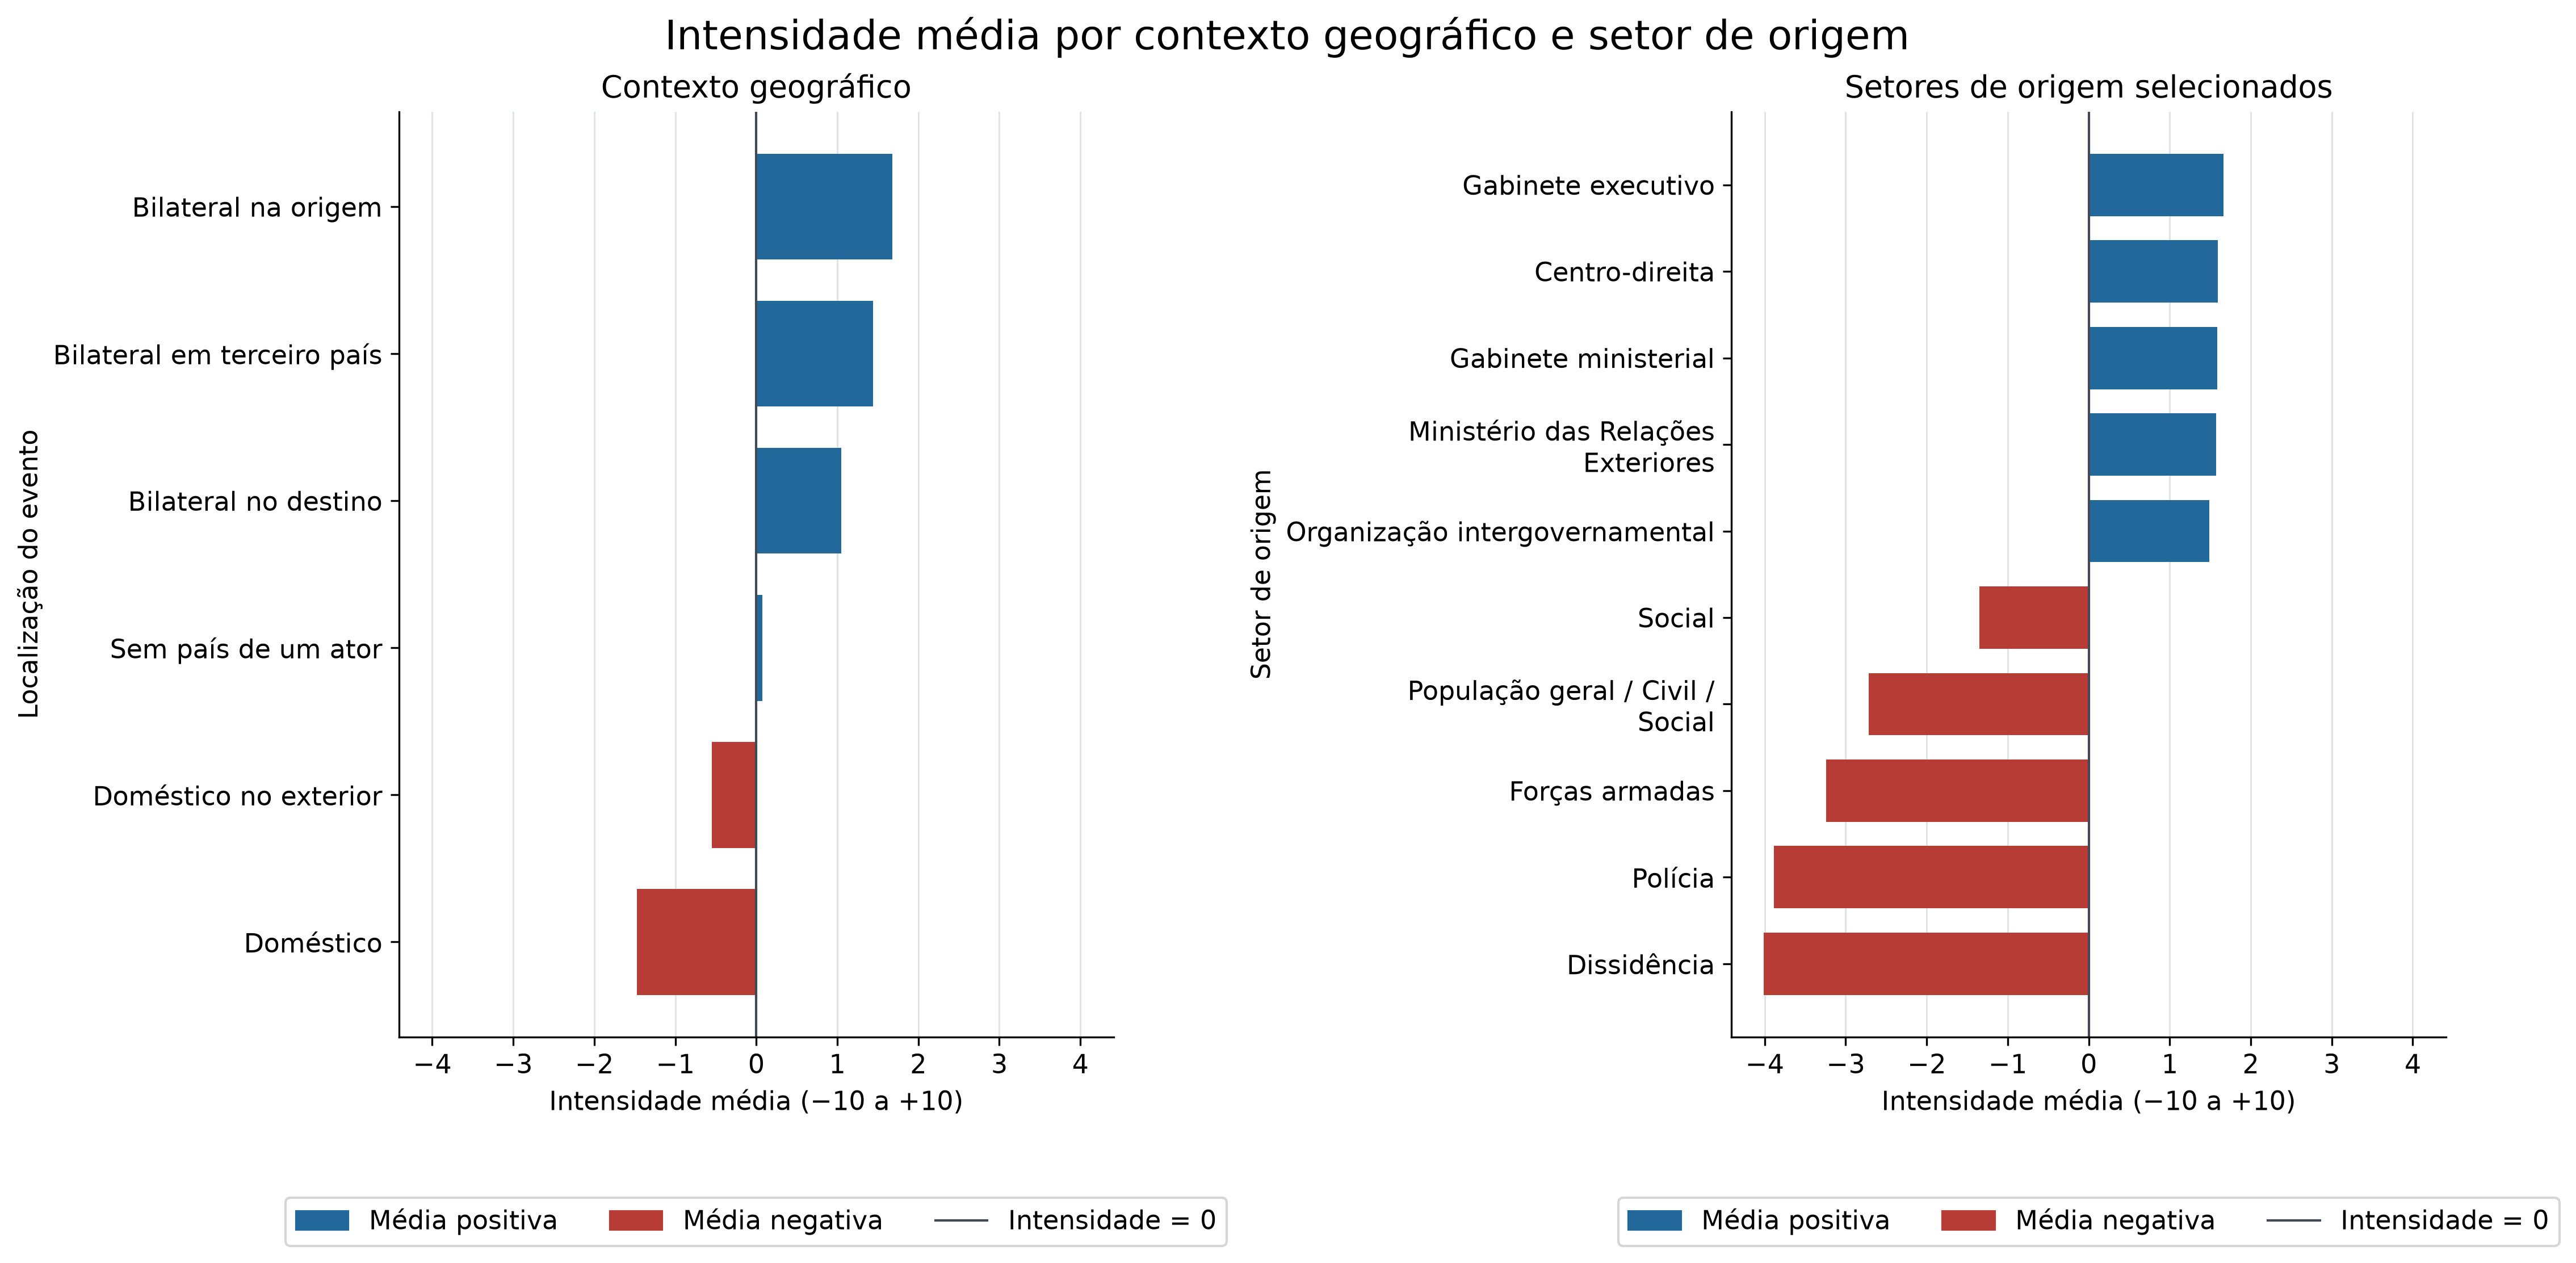 Intensidade média por contexto geográfico e setor de origem
Contexto geográfico
Localização do evento
Bilateral na origem
Bilateral em terceiro país
Bilateral no destino
Sem país de um ator
Doméstico no exterior
Doméstico
−4 −3 −2 −1 0 1 2 3 4
Intensidade média (−10 a +10)
Média positiva Média negativa Intensidade = 0
Setores de origem selecionados
Setor de origem
Gabinete executivo
Centro-direita
Gabinete ministerial
Ministério das Relações
Exteriores
Organização intergovernamental
Social
População geral / Civil /
Social
Forças armadas
Polícia
Dissidência
−4 −3 −2 −1 0 1 2 3 4
Intensidade média (−10 a +10)
Média positiva Média negativa Intensidade = 0